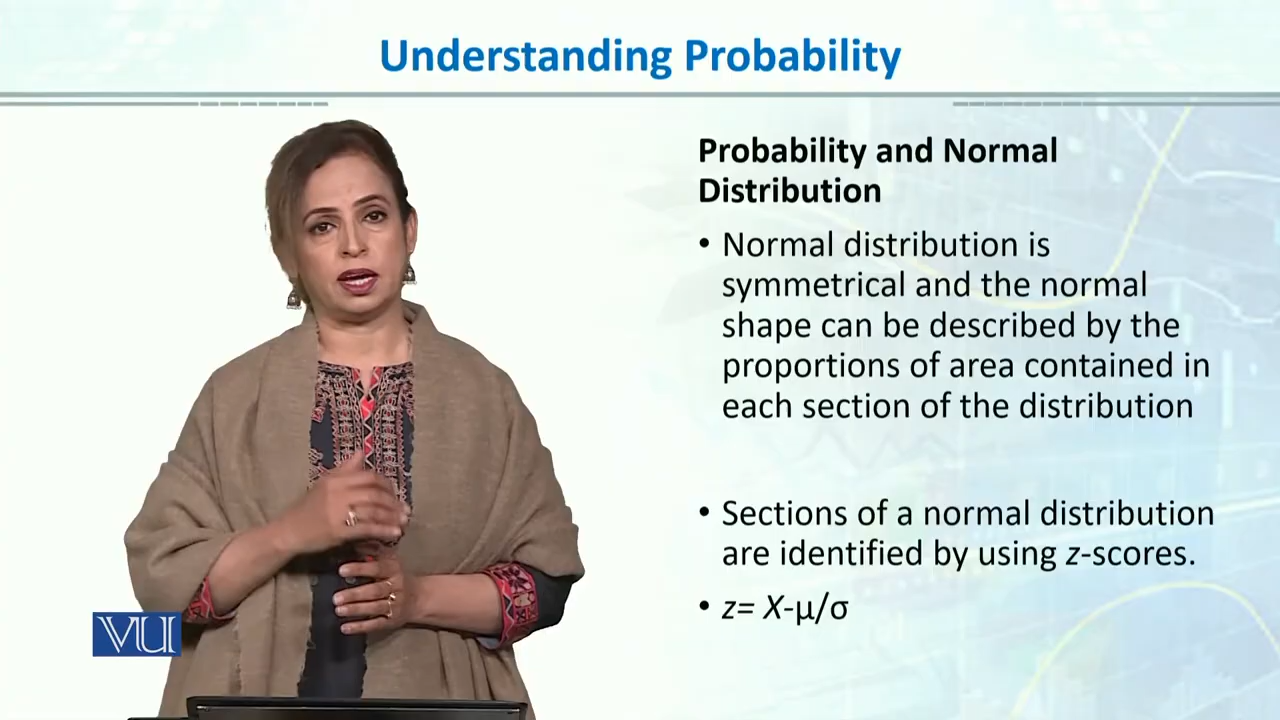 Understanding Probability
Probability and Normal
Distribution
• Normal distribution is
symmetrical and the normal
shape can be described by the
proportions of area contained in
each section of the distribution
• Sections of a normal distribution
are identified by using z-scores.
• z= X-μ/σ
VU